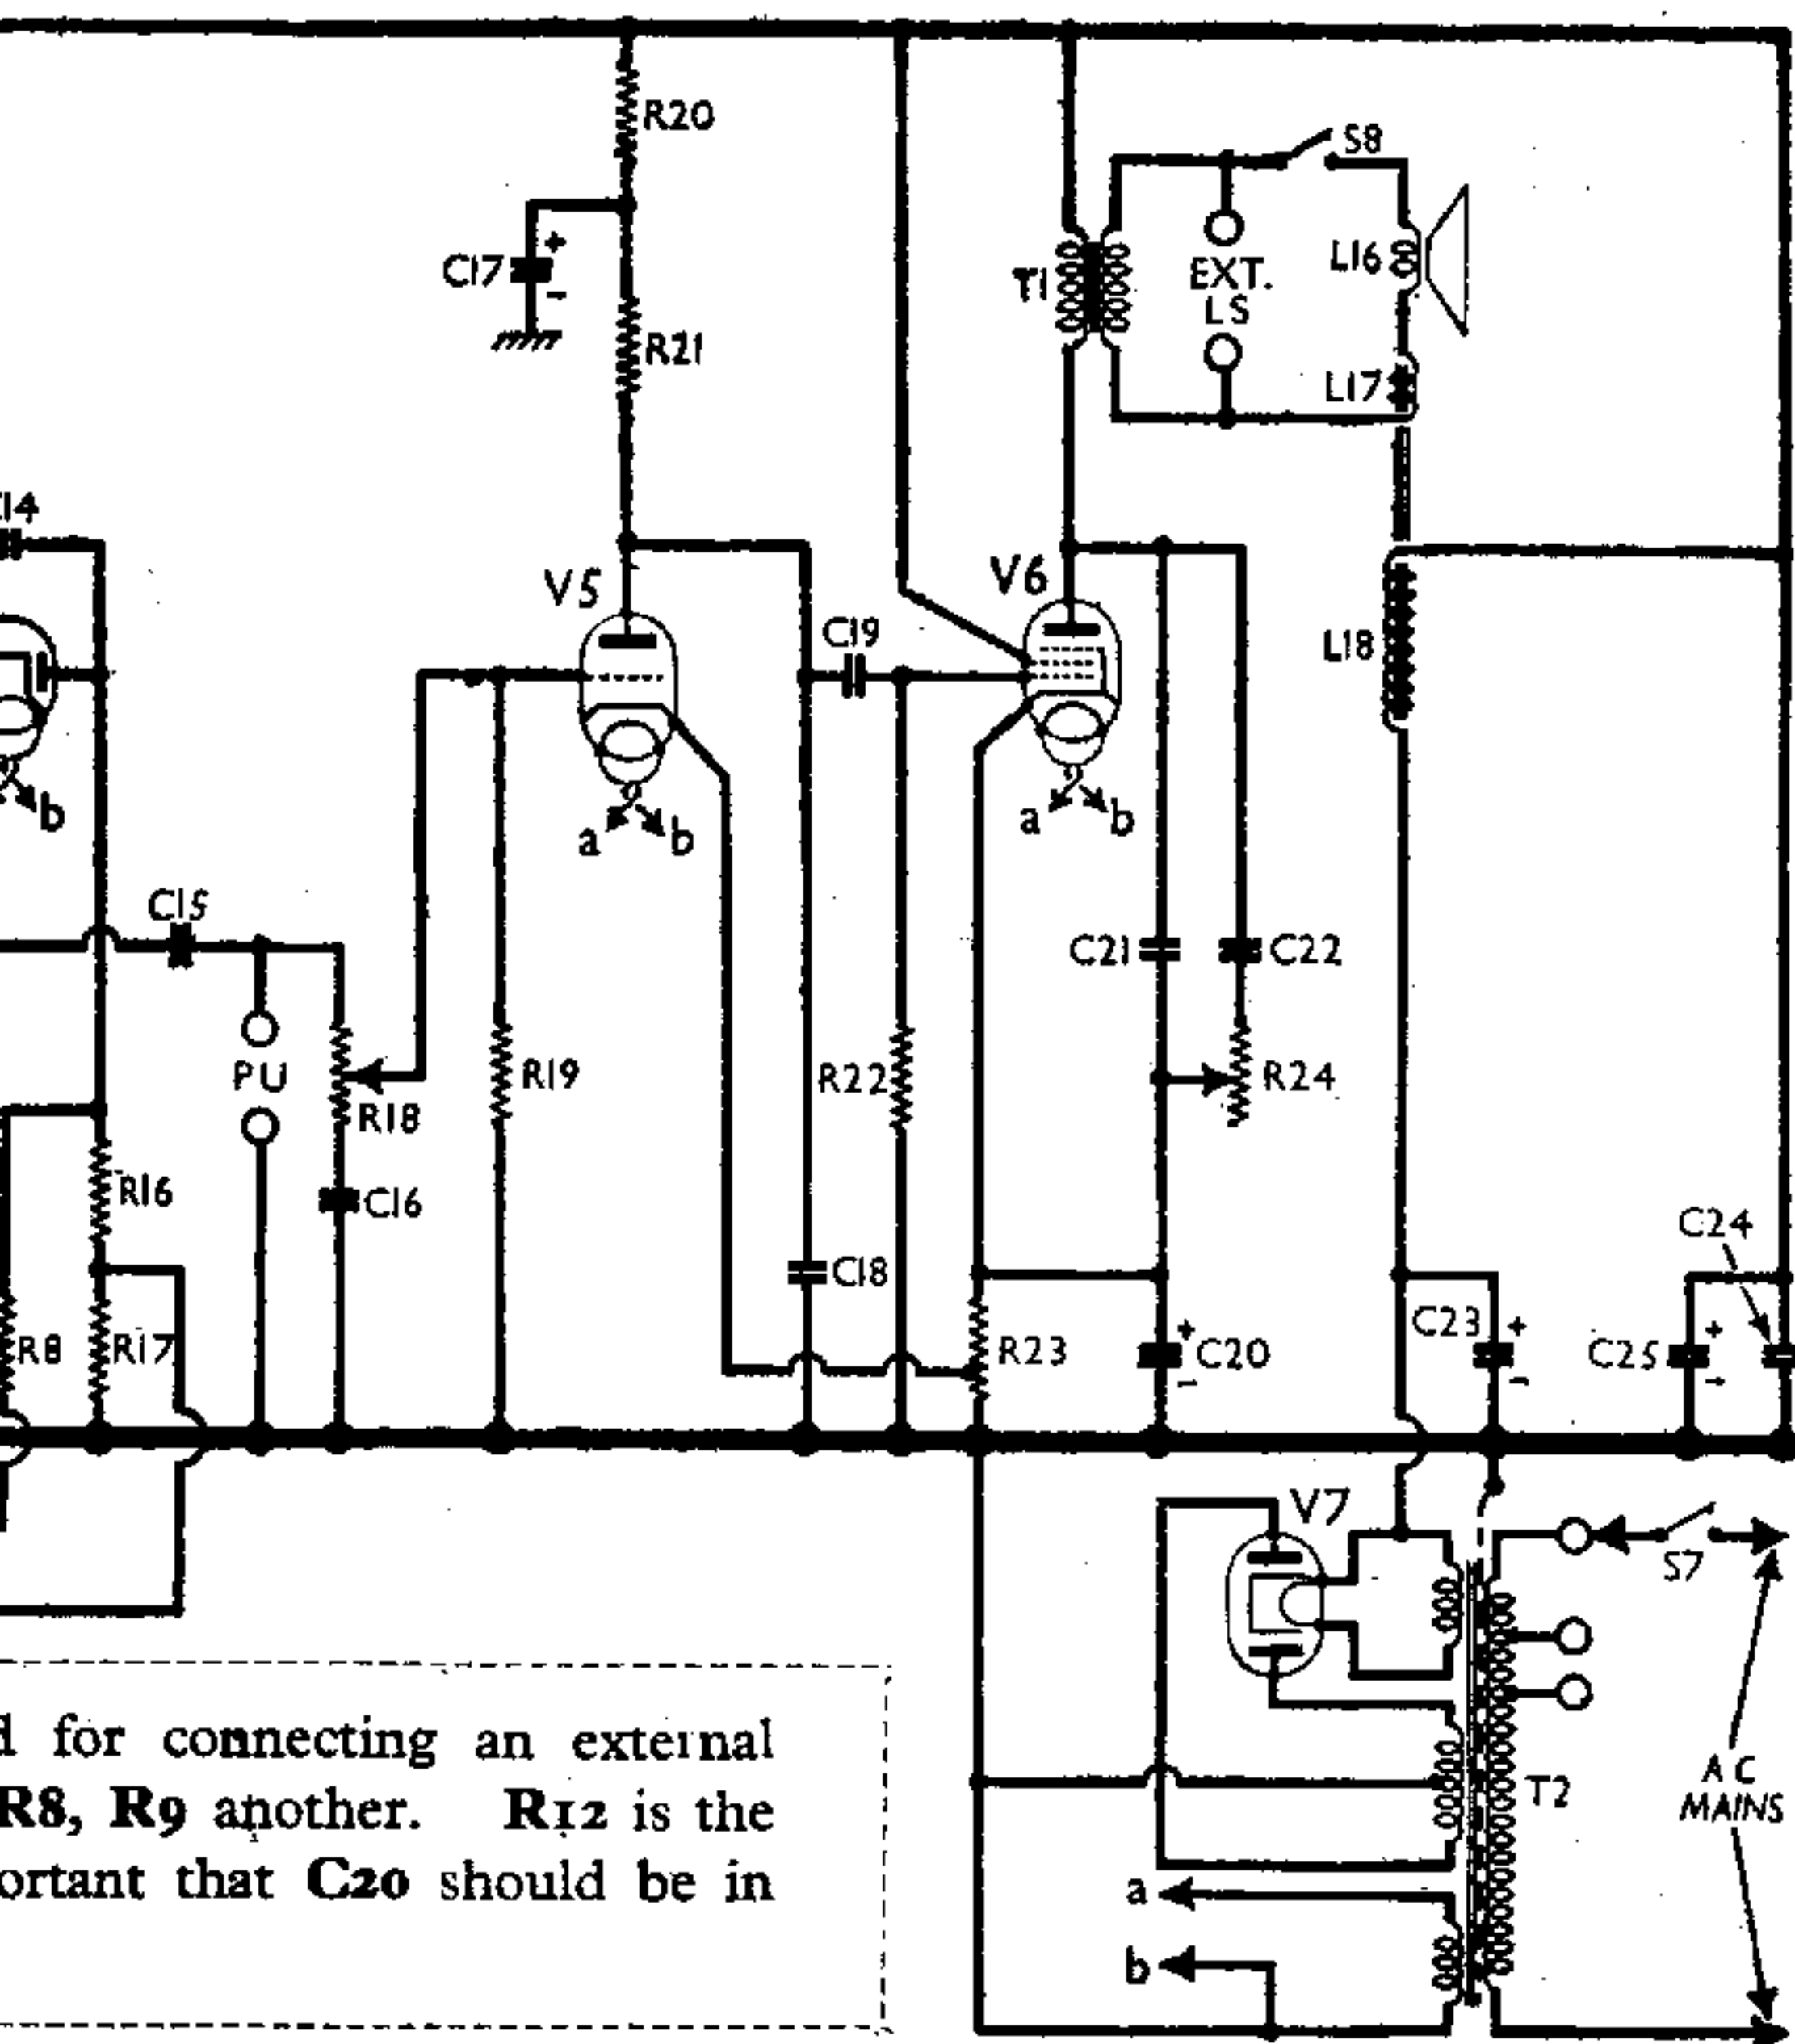 R20
S8
C17
+
-
T1
EXT.
LS
L16
R21
L17
C14
V5
V6
C19
L18
b
a
b
a
b
C15
C21
C22
PU
R18
R19
R22
R24
R16
C16
C18
C24
R8
R17
R23
+
C20
-
C23
+
-
C25
+
-
V7
S7
T2
A C
MAINS
a
b
d for connecting an external
R8, R9 another. R12 is the
ortant that C20 should be in